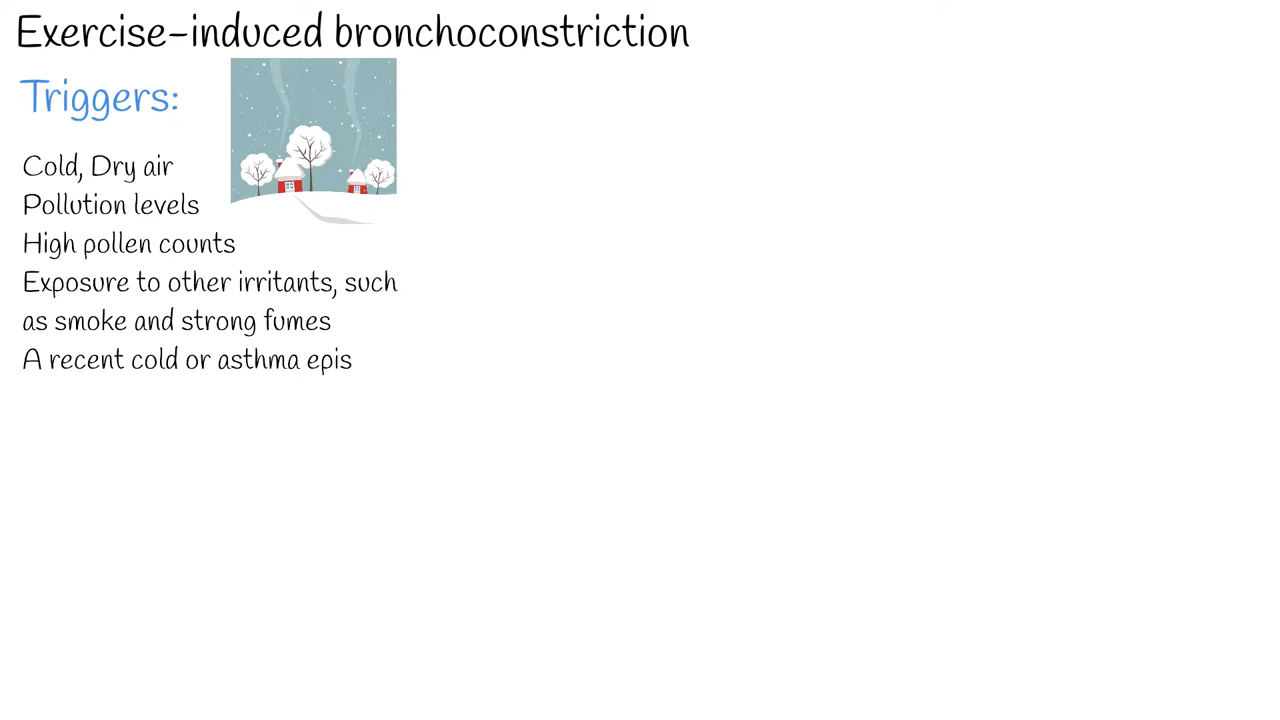 Exercise-induced bronchoconstriction
Triggers:
Cold, Dry air
Pollution levels
High pollen counts
Exposure to other irritants, such
as smoke and strong fumes
A recent cold or asthma epis